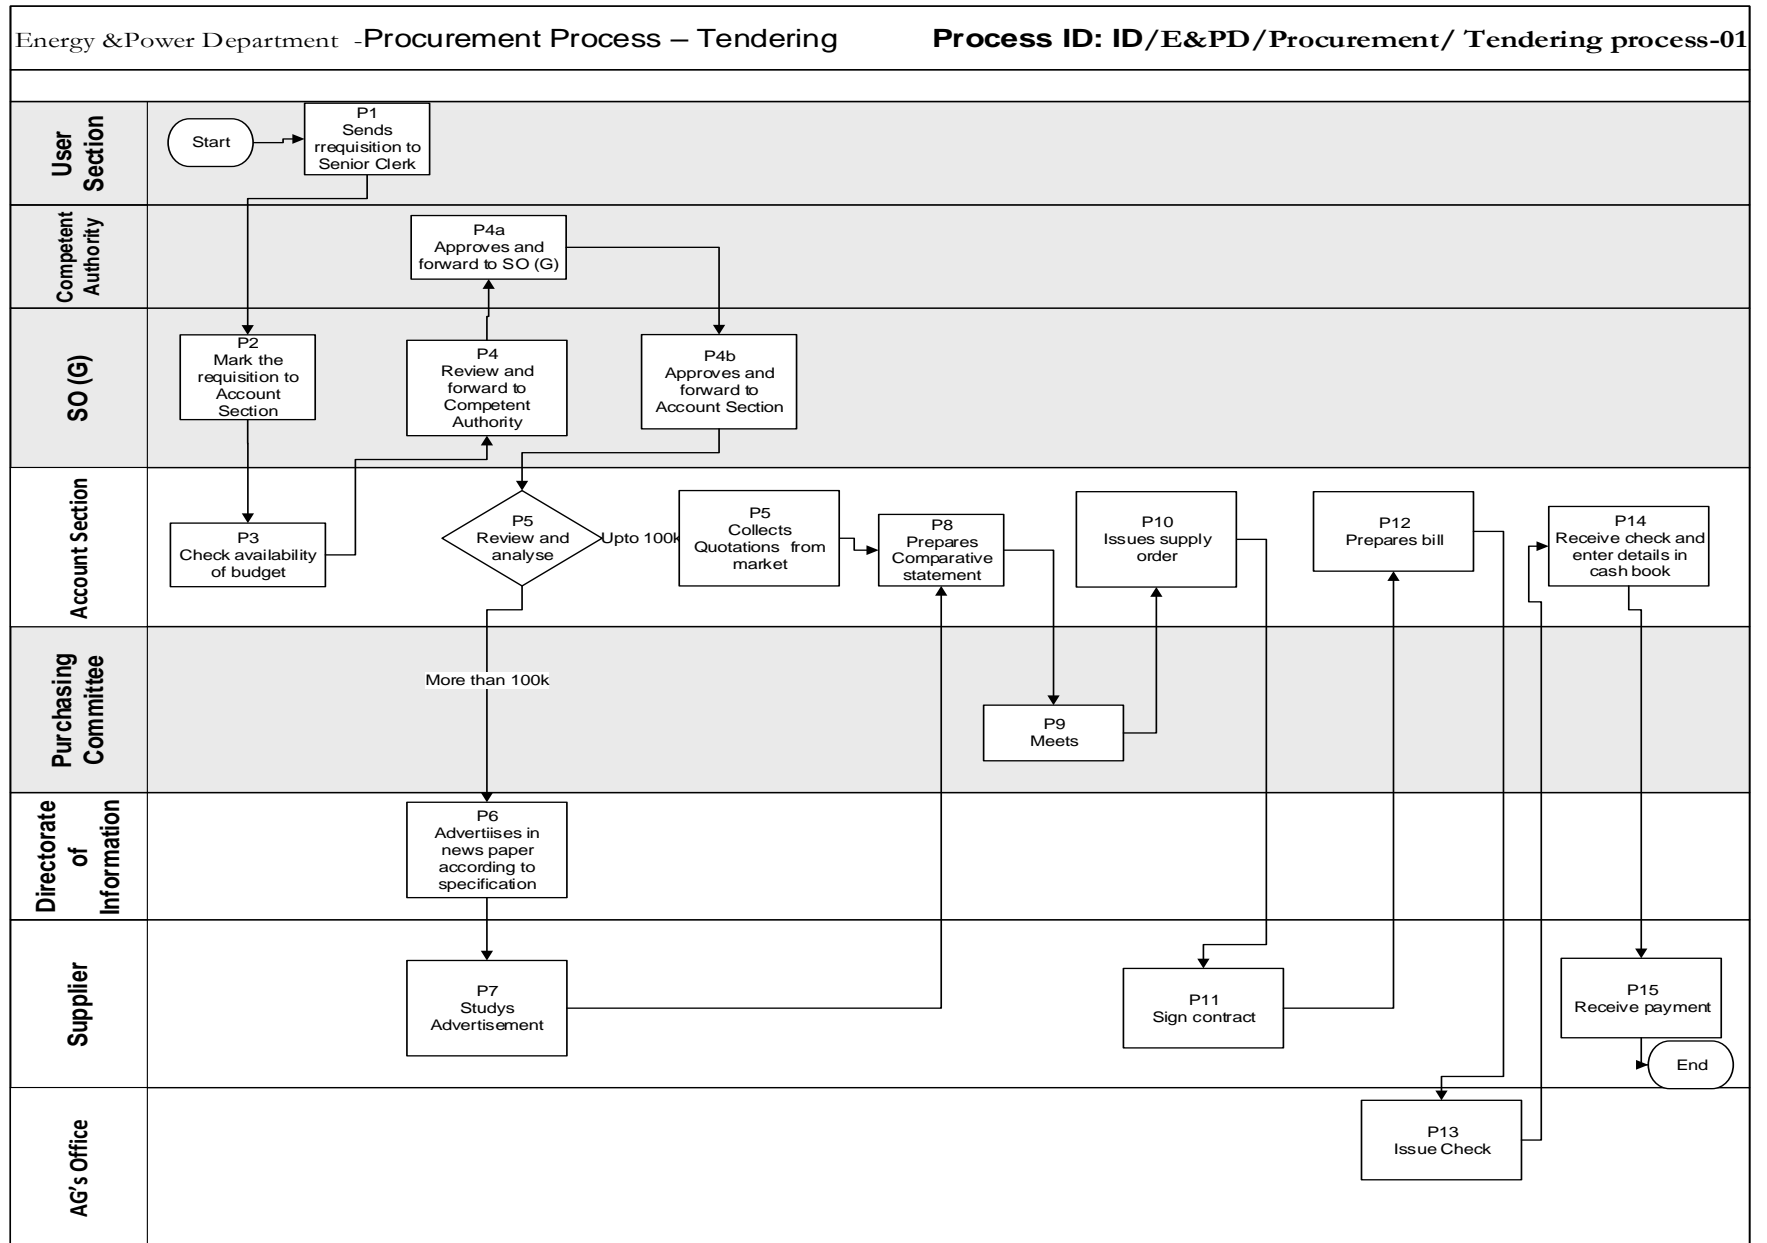 Energy &Power Department -Procurement Process – Tendering
Process ID: ID/E&PD/Procurement/ Tendering process-01
User
Section
Start
P1
Sends
rrequisition to
Senior Clerk
Competent
Authority
P4a
Approves and
forward to SO (G)
SO (G)
P2
Mark the
requisition to
Account
Section
P4
Review and
forward to
Competent
Authority
P4b
Approves and
forward to
Account Section
Account Section
P3
Check availability
of budget
P5
Review and
analyse
Upto 100k
P5
Collects
Quotations from
market
P8
Prepares
Comparative
statement
P10
Issues supply
order
P12
Prepares bill
P14
Receive check and
enter details in
cash book
Purchasing
Committee
More than 100k
P9
Meets
Directorate
of
Information
P6
Advertiises in
news paper
according to
specification
Supplier
P7
Studys
Advertisement
P11
Sign contract
P15
Receive payment
End
AG's Office
P13
Issue Check